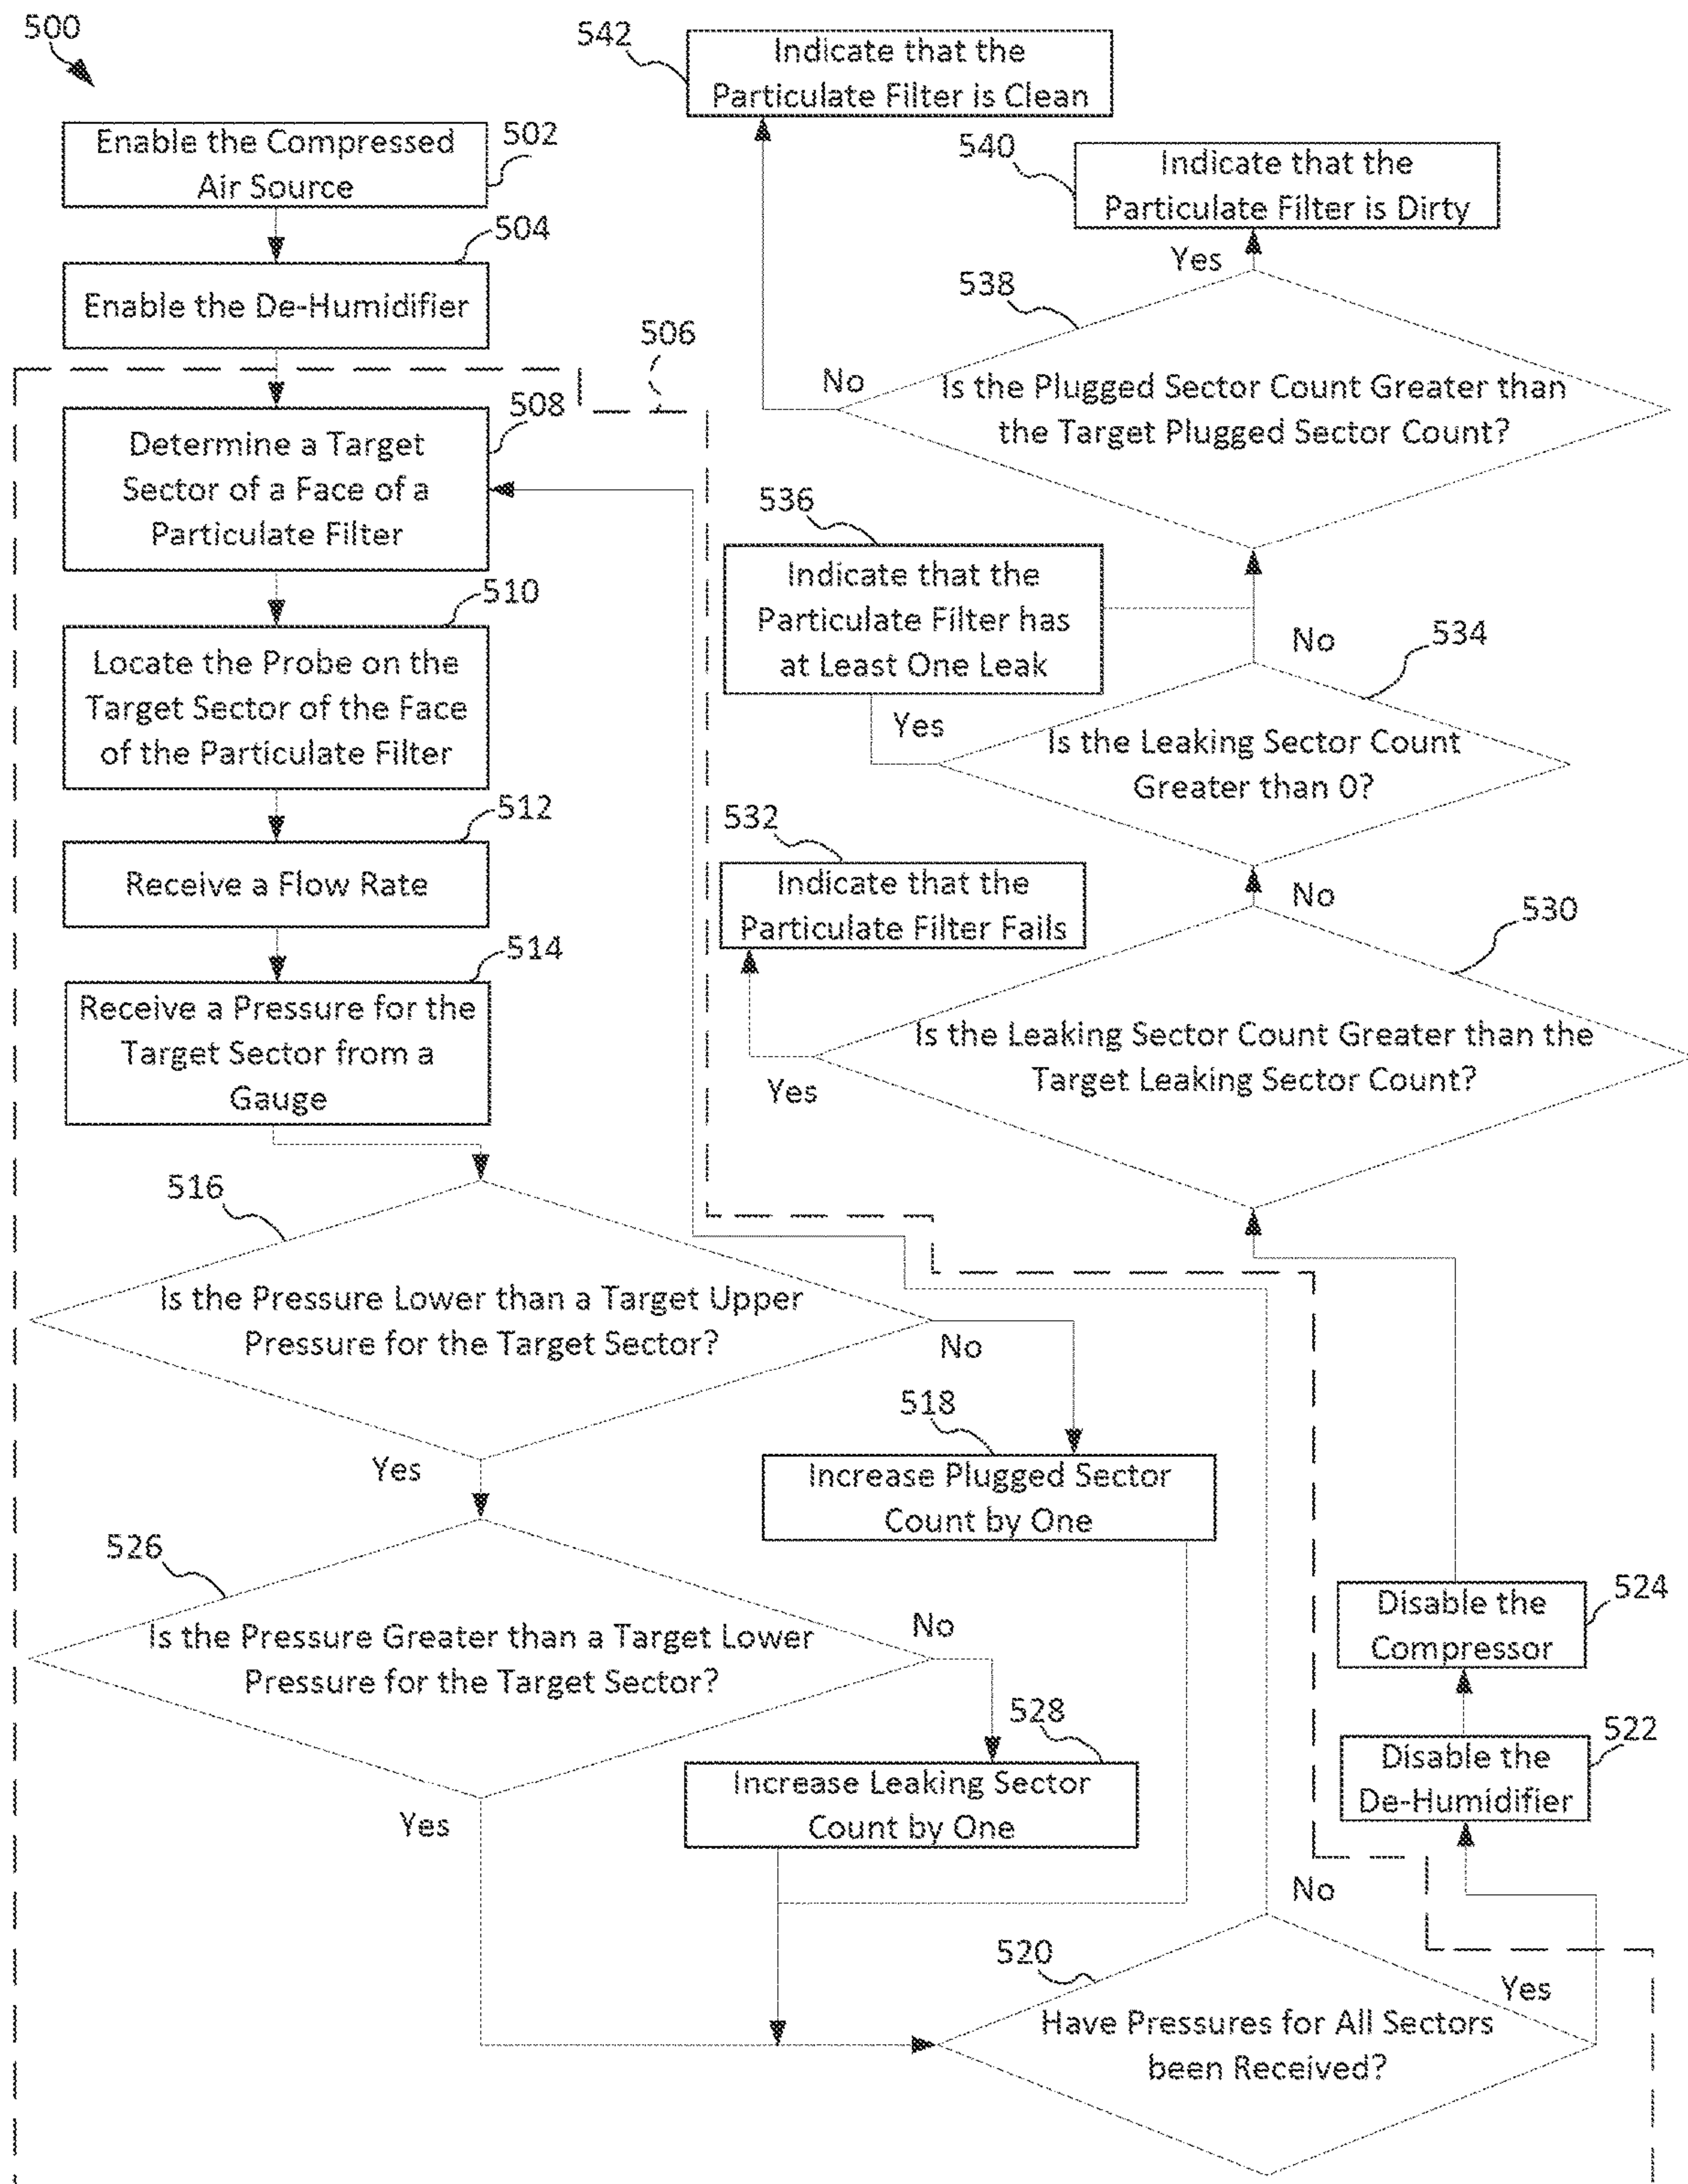 500
Enable the Compressed
Air Source
502
504
Enable the De-Humidifier
506
508
Determine a Target
Sector of a Face of a
Particulate Filter
510
Locate the Probe on the
Target Sector of the Face
of the Particulate Filter
512
Receive a Flow Rate
514
Receive a Pressure for the
Target Sector from a
Gauge
516
Is the Pressure Lower than a Target Upper
Pressure for the Target Sector?
No
Yes
518
Increase Plugged Sector
Count by One
526
Is the Pressure Greater than a Target Lower
Pressure for the Target Sector?
No
Yes
528
Increase Leaking Sector
Count by One
520
Have Pressures for All Sectors
been Received?
No
Yes
522
Disable the
De-Humidifier
524
Disable the
Compressor
530
Is the Leaking Sector Count Greater than the
Target Leaking Sector Count?
Yes
No
532
Indicate that the
Particulate Filter Fails
534
Is the Leaking Sector Count
Greater than 0?
Yes
No
536
Indicate that the
Particulate Filter has
at Least One Leak
538
Is the Plugged Sector Count Greater than
the Target Plugged Sector Count?
No
Yes
540
Indicate that the
Particulate Filter is Dirty
542
Indicate that the
Particulate Filter is Clean